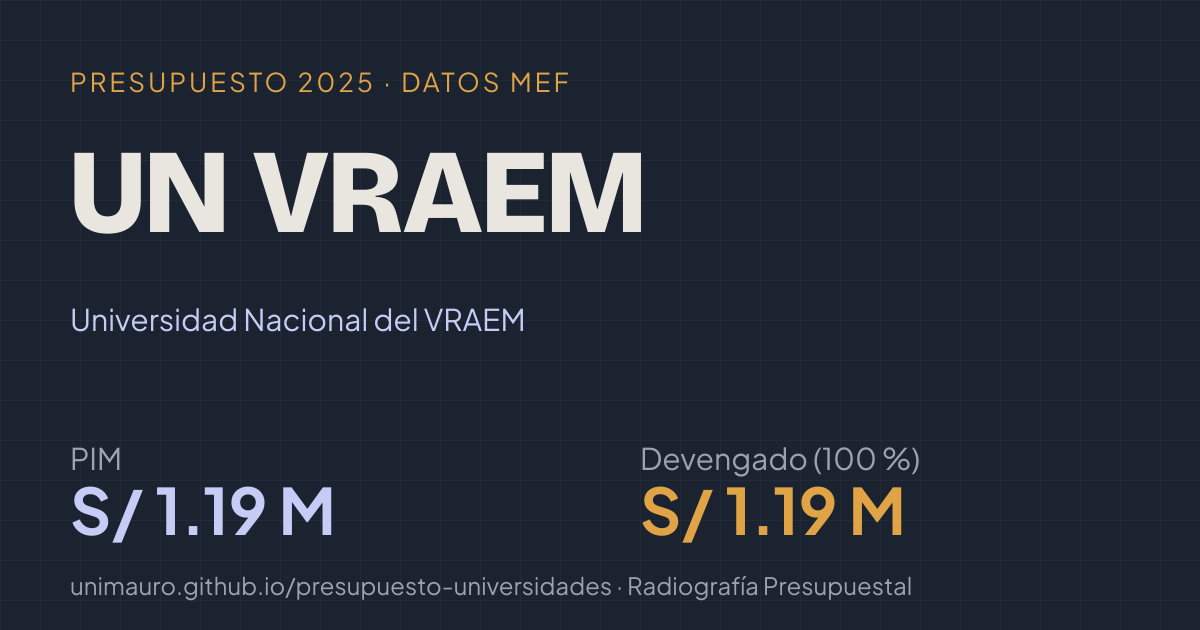 PRESUPUESTO 2025 · DATOS MEF
UN VRAEM
Universidad Nacional del VRAEM
PIM
S/ 1.19 M
Devengado (100 %)
S/ 1.19 M
unimauro.github.io/presupuesto-universidades · Radiografía Presupuestal